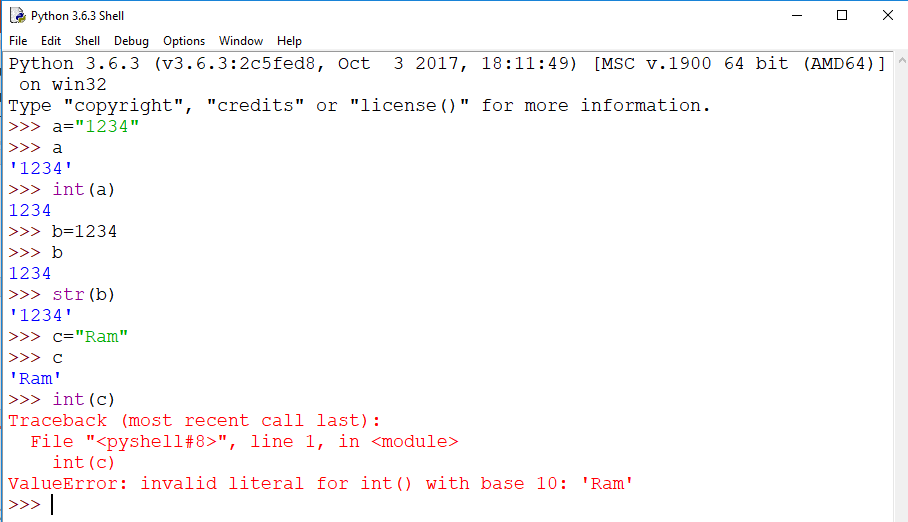 Python 3.6.3 Shell
File Edit Shell Debug Options Window Help
Python 3.6.3 (v3.6.3:2c5fed8, Oct  3 2017, 18:11:49) [MSC v.1900 64 bit (AMD64)]
 on win32
Type "copyright", "credits" or "license()" for more information.
>>> a="1234"
>>> a
'1234'
>>> int(a)
1234
>>> b=1234
>>> b
1234
>>> str(b)
'1234'
>>> c="Ram"
>>> c
'Ram'
>>> int(c)
Traceback (most recent call last):
  File "<pyshell#8>", line 1, in <module>
    int(c)
ValueError: invalid literal for int() with base 10: 'Ram'
>>>